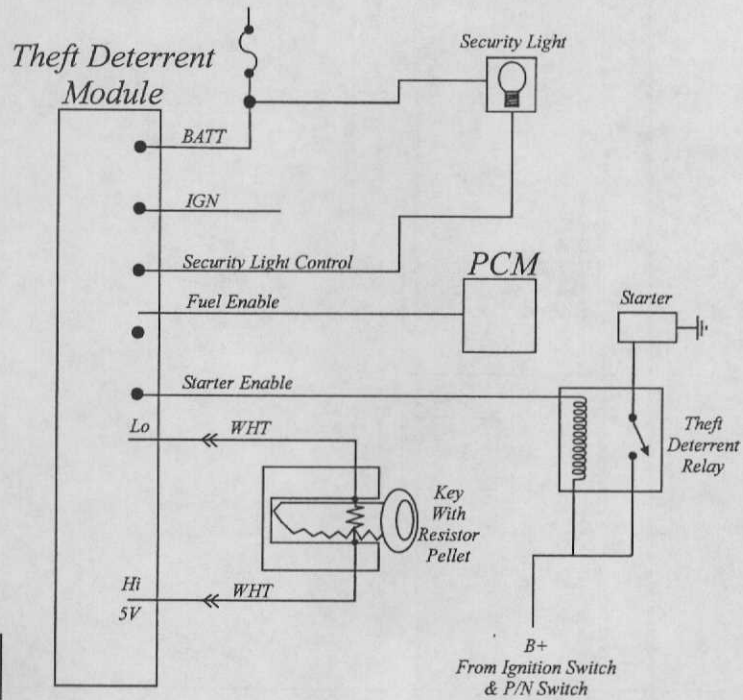 Theft Deterrent
Module
Security Light
BATT
IGN
Security Light Control
PCM
Fuel Enable
Starter
Starter Enable
Lo
WHT
Theft
Deterrent
Relay
Key
With
Resistor
Pellet
Hi
5V
WHT
B+
From Ignition Switch
& P/N Switch